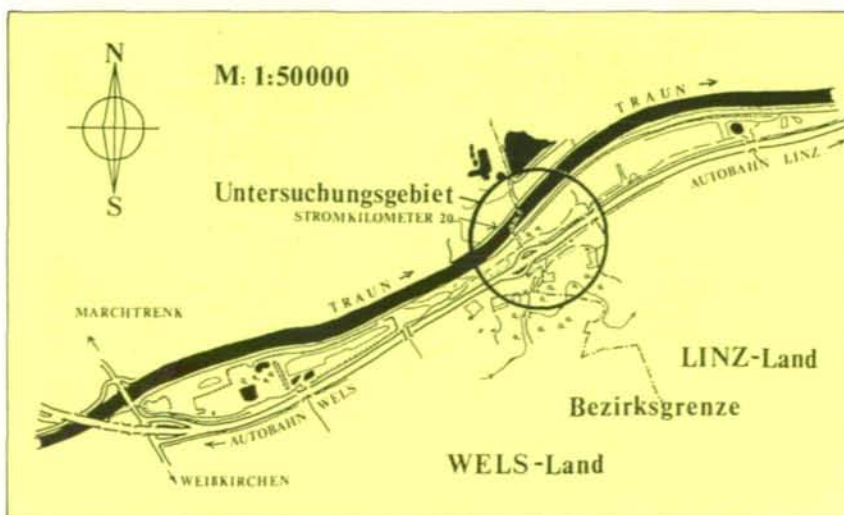 N
M: 1:50000
S
TRAUN →
AUTOBAHN LINZ
Untersuchungsgebiet
STROMKILOMETER 20
TRAUN →
MARCHTRENK
LINZ-Land
Bezirksgrenze
← AUTOBAHN WELS
WELS-Land
WEIßKIRCHEN